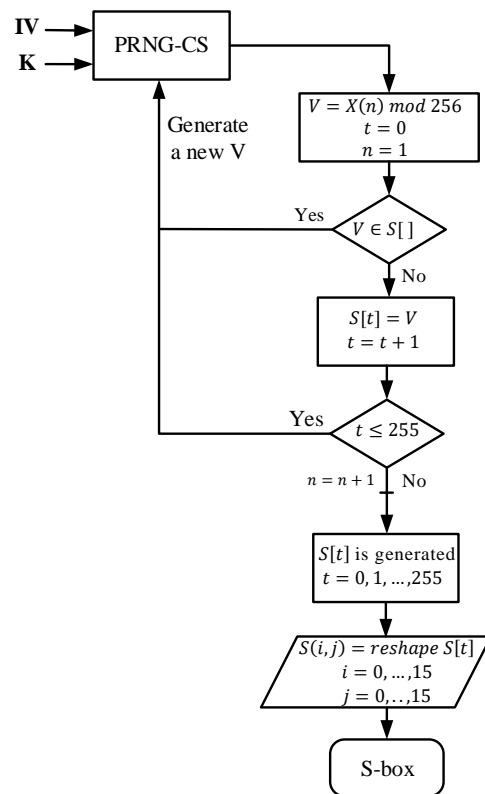 IV
K
PRNG-CS
Generate
a new V
V = X(n) mod 256
t = 0
n = 1
Yes
V ∈ S[ ]
No
S[t] = V
t = t + 1
Yes
t ≤ 255
n = n + 1
No
S[t] is generated
t = 0, 1, ...,255
S(i,j) = reshape S[t]
i = 0, ...,15
j = 0,..,15
S-box